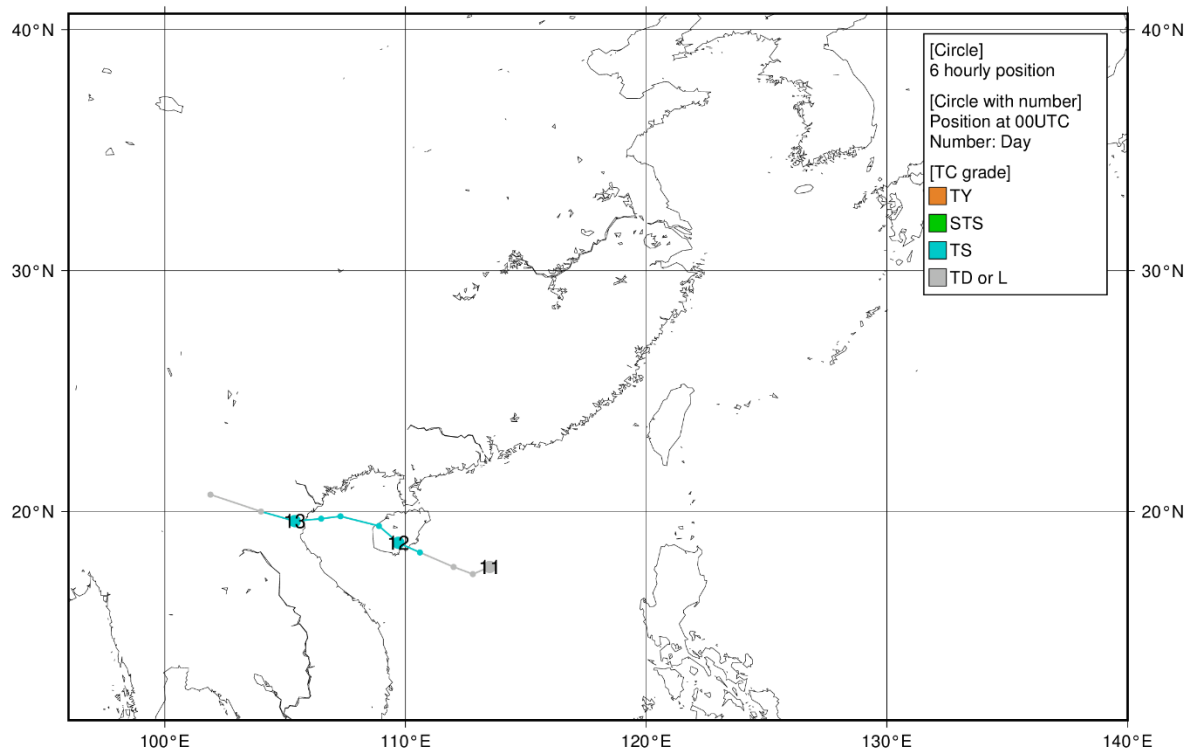 40°N
40°N
[Circle]
6 hourly position
[Circle with number]
Position at 00UTC
Number: Day
[TC grade]
TY
STS
TS
TD or L
30°N
30°N
20°N
20°N
13
12
11
100°E
110°E
120°E
130°E
140°E